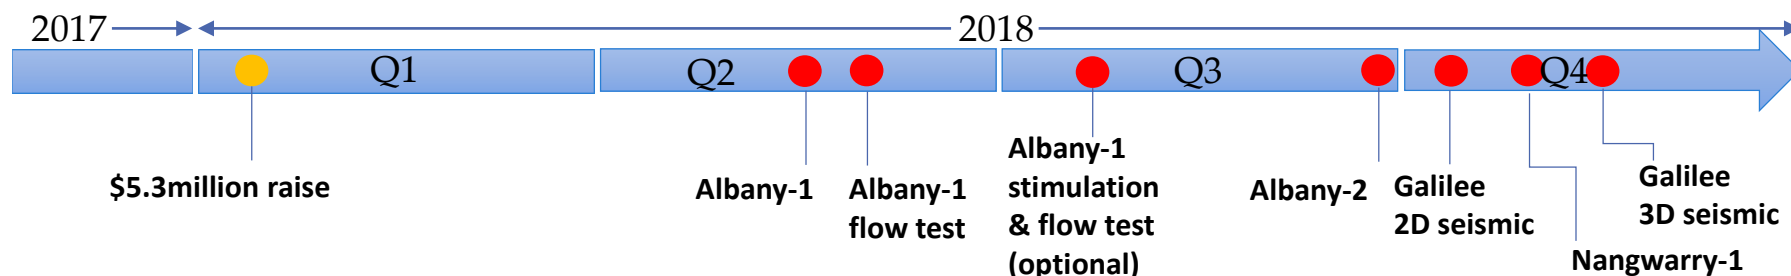 2017
2018
Q1
Q2
Q3
Q4
$5.3million raise
Albany-1
Albany-1
flow test
Albany-1
stimulation
& flow test
(optional)
Albany-2
Galilee
2D seismic
Nangwarry-1
Galilee
3D seismic